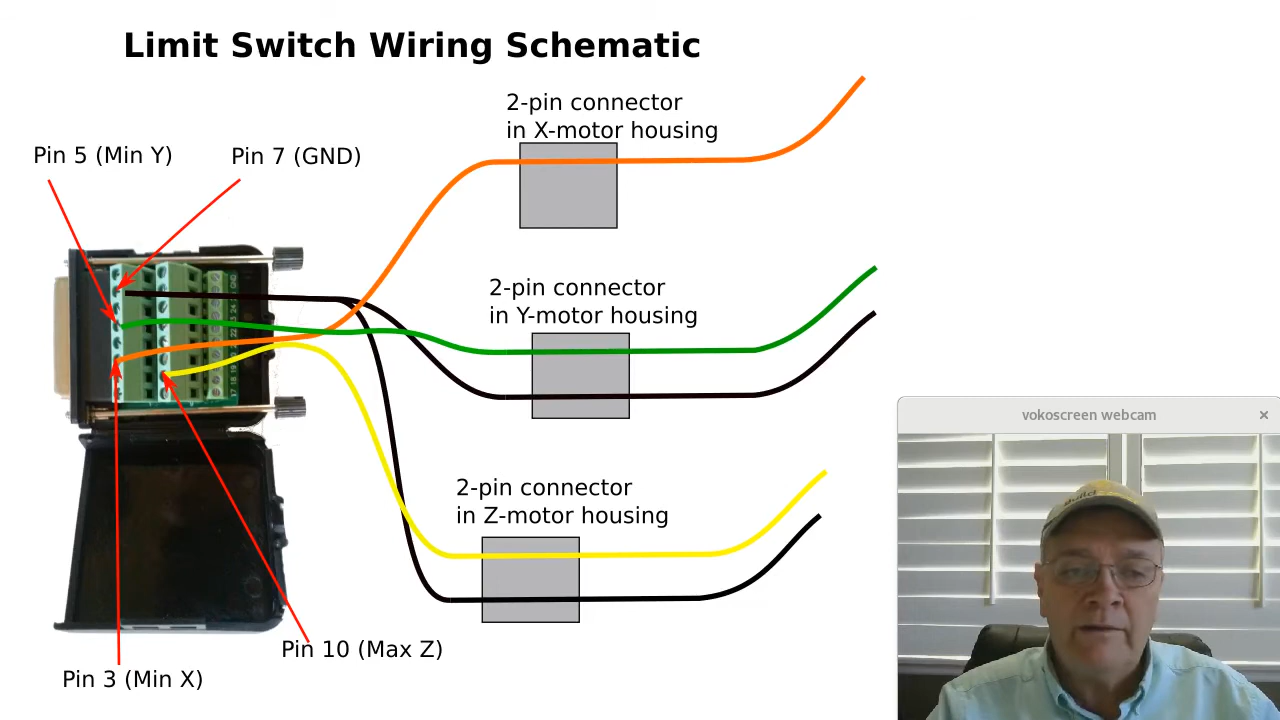 Limit Switch Wiring Schematic
2-pin connector
in X-motor housing
Pin 5 (Min Y)
Pin 7 (GND)
2-pin connector
in Y-motor housing
2-pin connector
in Z-motor housing
Pin 10 (Max Z)
Pin 3 (Min X)
vokoscreen webcam